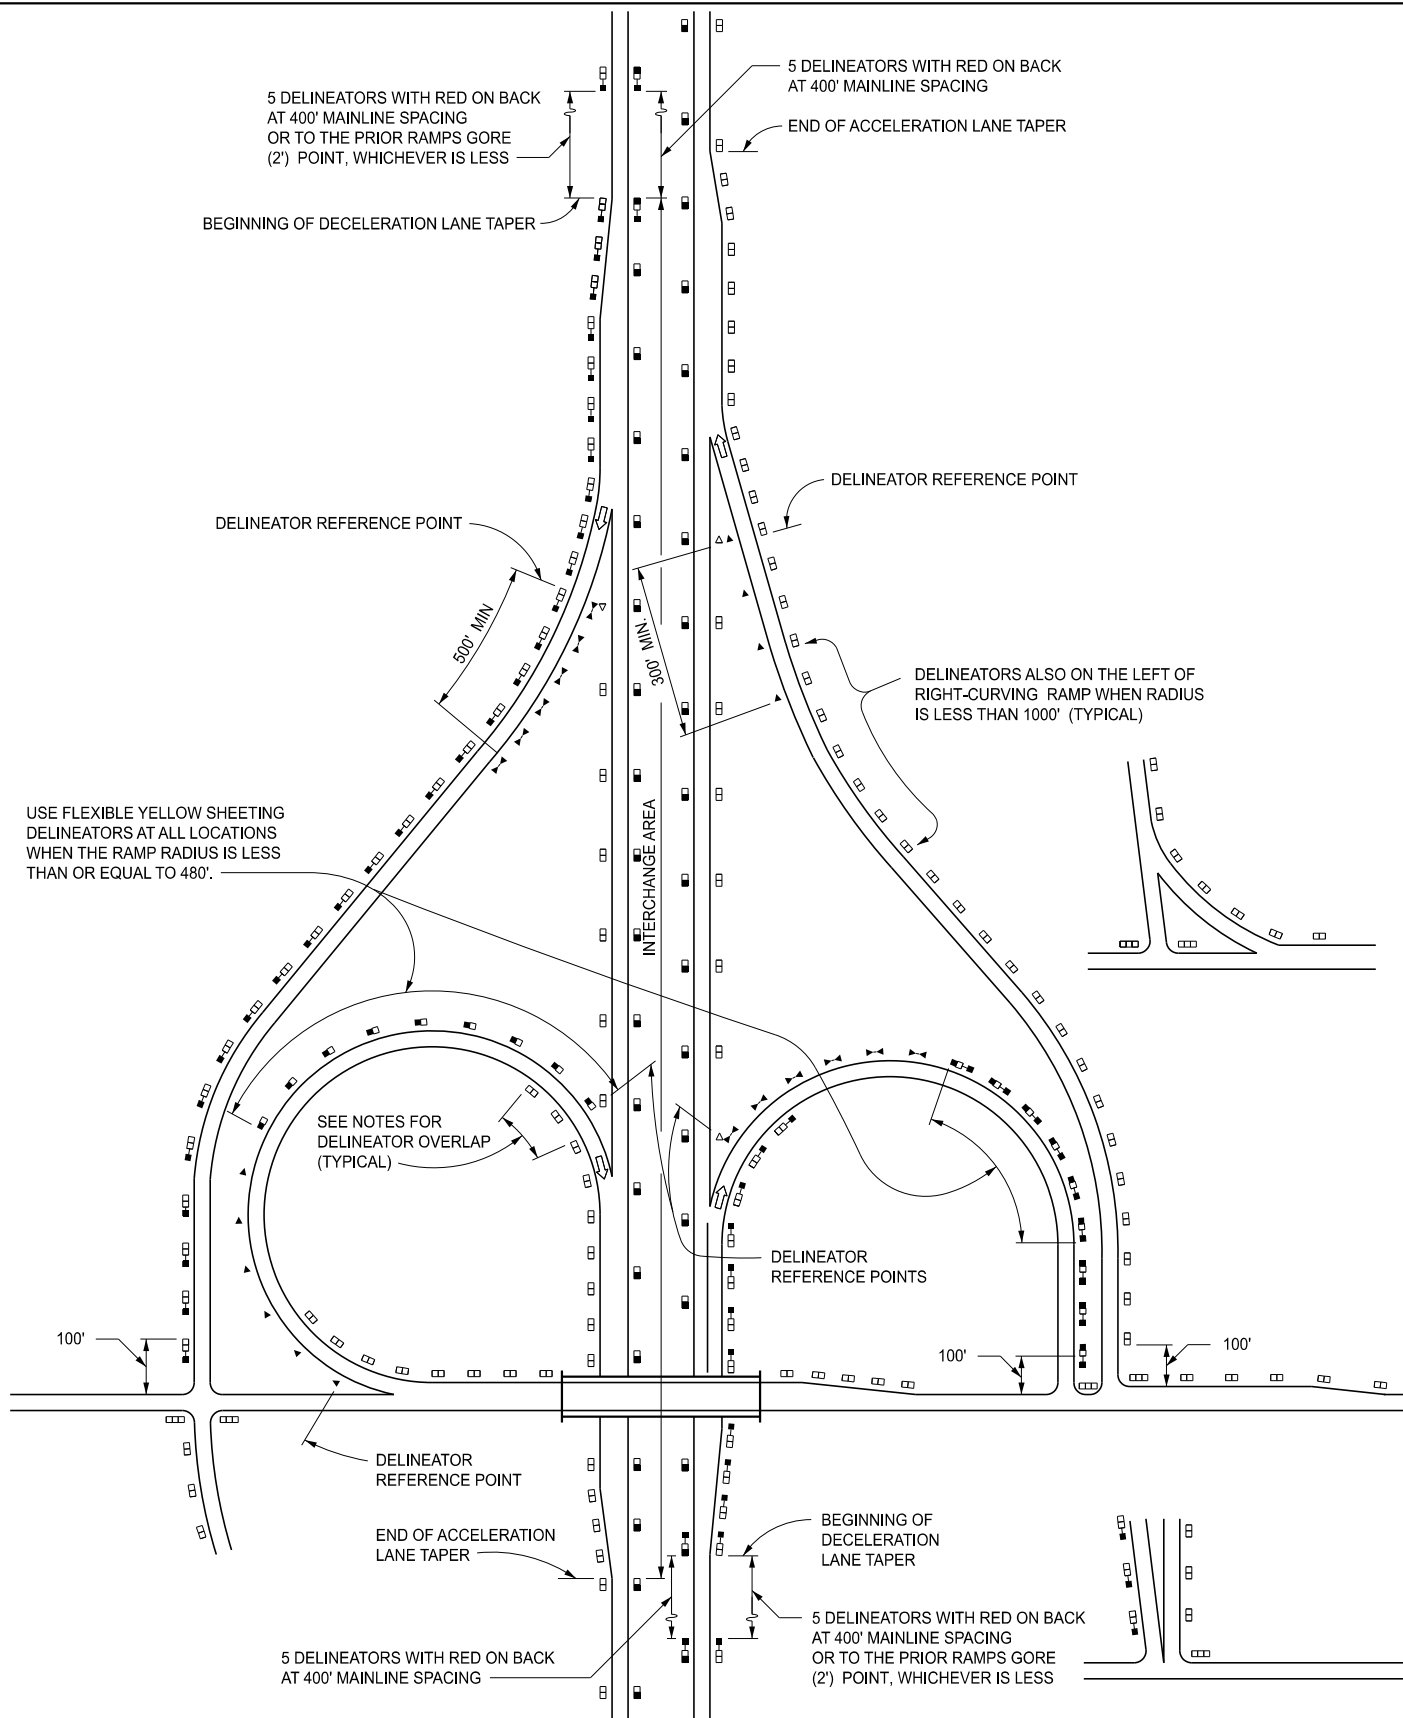 5 DELINEATORS WITH RED ON BACK
AT 400' MAINLINE SPACING
5 DELINEATORS WITH RED ON BACK
AT 400' MAINLINE SPACING
OR TO THE PRIOR RAMPS GORE
(2') POINT, WHICHEVER IS LESS
END OF ACCELERATION LANE TAPER
BEGINNING OF DECELERATION LANE TAPER
DELINEATOR REFERENCE POINT
DELINEATOR REFERENCE POINT
500' MIN
300' MIN.
DELINEATORS ALSO ON THE LEFT OF
RIGHT-CURVING RAMP WHEN RADIUS
IS LESS THAN 1000' (TYPICAL)
USE FLEXIBLE YELLOW SHEETING
DELINEATORS AT ALL LOCATIONS
WHEN THE RAMP RADIUS IS LESS
THAN OR EQUAL TO 480'.
INTERCHANGE AREA
SEE NOTES FOR
DELINEATOR OVERLAP
(TYPICAL)
DELINEATOR
REFERENCE POINTS
100'
100'
100'
DELINEATOR
REFERENCE POINT
END OF ACCELERATION
LANE TAPER
BEGINNING OF
DECELERATION
LANE TAPER
5 DELINEATORS WITH RED ON BACK
AT 400' MAINLINE SPACING
5 DELINEATORS WITH RED ON BACK
AT 400' MAINLINE SPACING
OR TO THE PRIOR RAMPS GORE
(2') POINT, WHICHEVER IS LESS